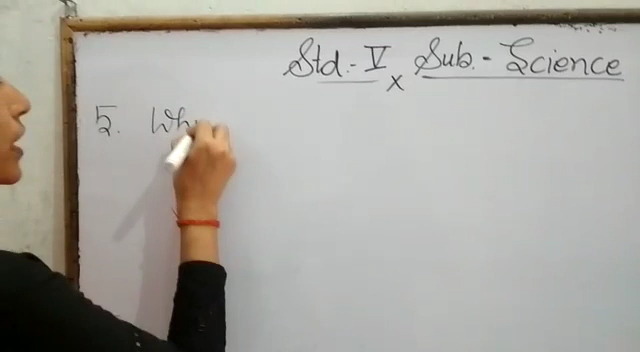 Std.- V x Sub.- Science
5. Wh